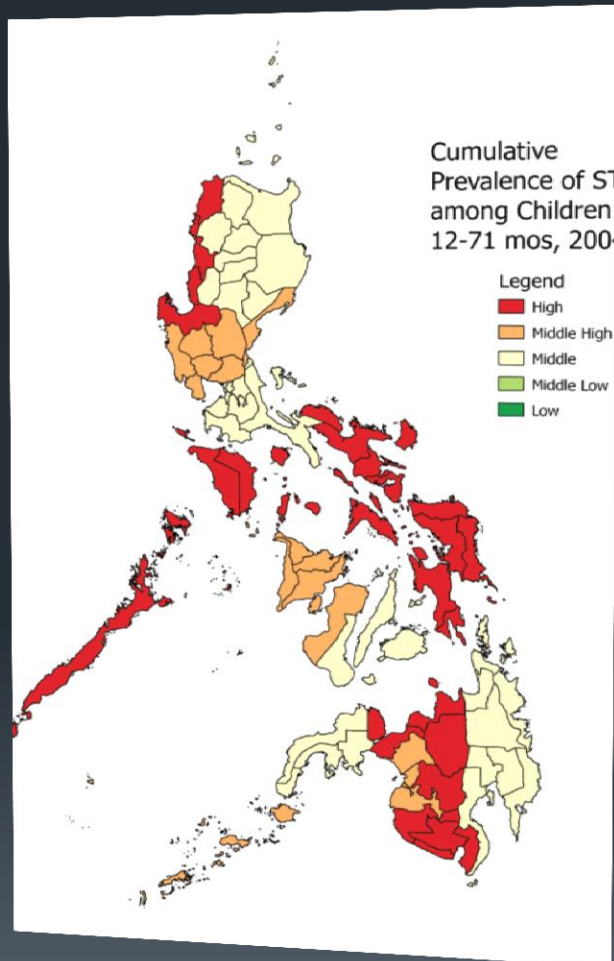 Cumulative
Prevalence of ST
among Children
12-71 mos, 200
Legend
High
Middle High
Middle
Middle Low
Low